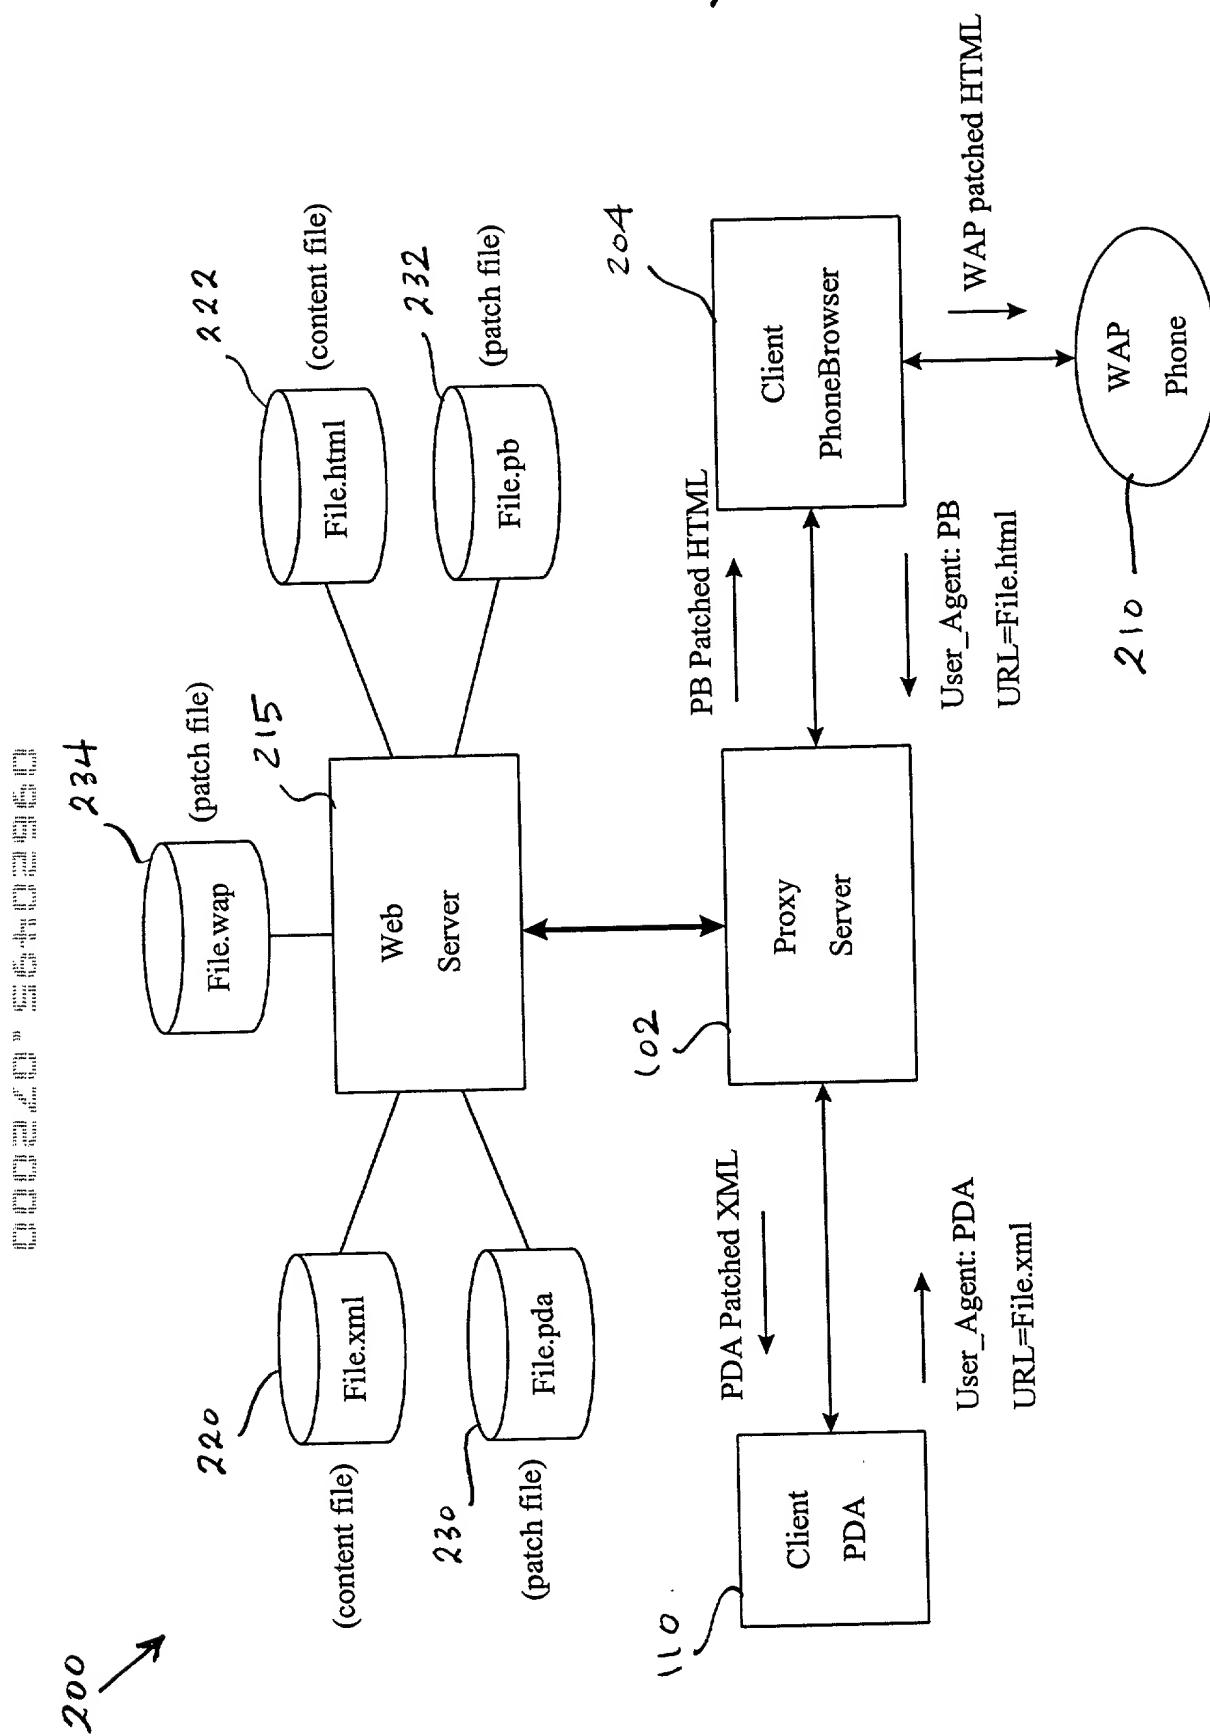 09620495.072000
200
234
(patch file)
File.wap
215
Web
Server
222
(content file)
File.html
232
(patch file)
File.pb
220
File.xml
(content file)
230
File.pda
(patch file)
102
Proxy
Server
204
Client
PhoneBrowser
PB Patched HTML
User_Agent: PB
URL=File.html
WAP patched HTML
WAP
Phone
210
PDA Patched XML
User_Agent: PDA
URL=File.xml
110
Client
PDA